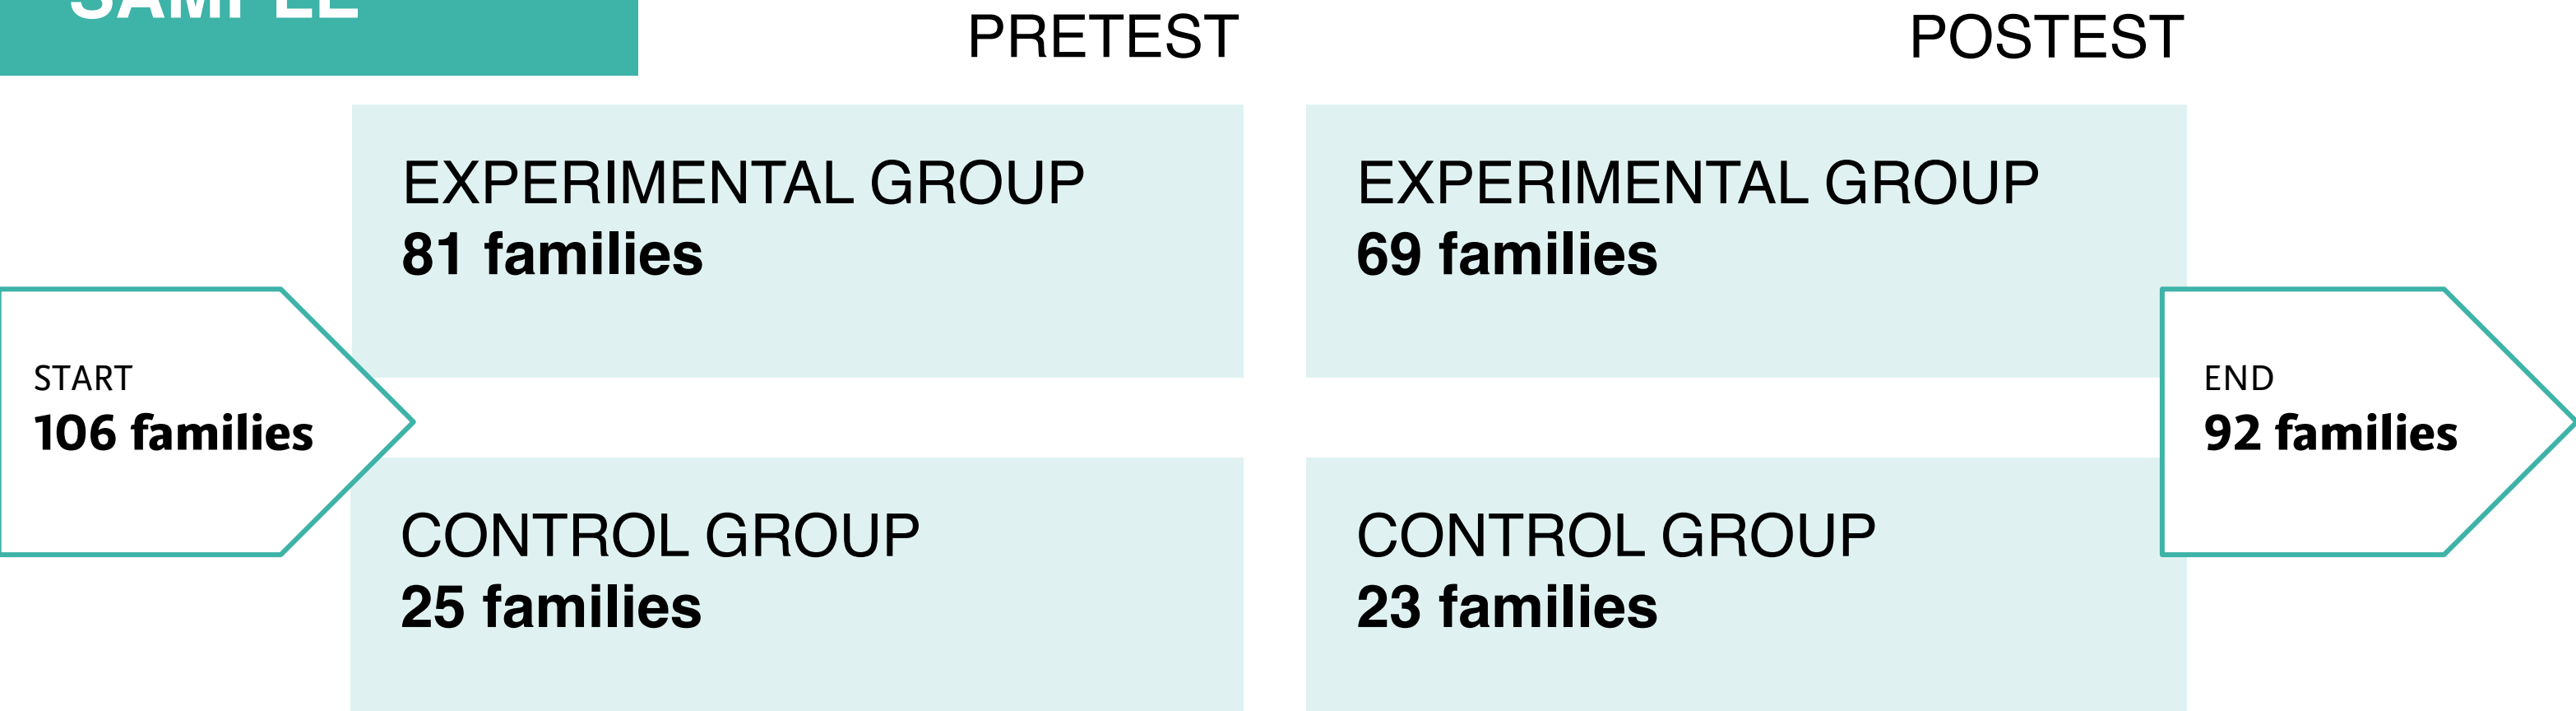 SAMPLE
PRETEST
POSTEST
EXPERIMENTAL GROUP
81 families
EXPERIMENTAL GROUP
69 families
START
106 families
END
92 families
CONTROL GROUP
25 families
CONTROL GROUP
23 families